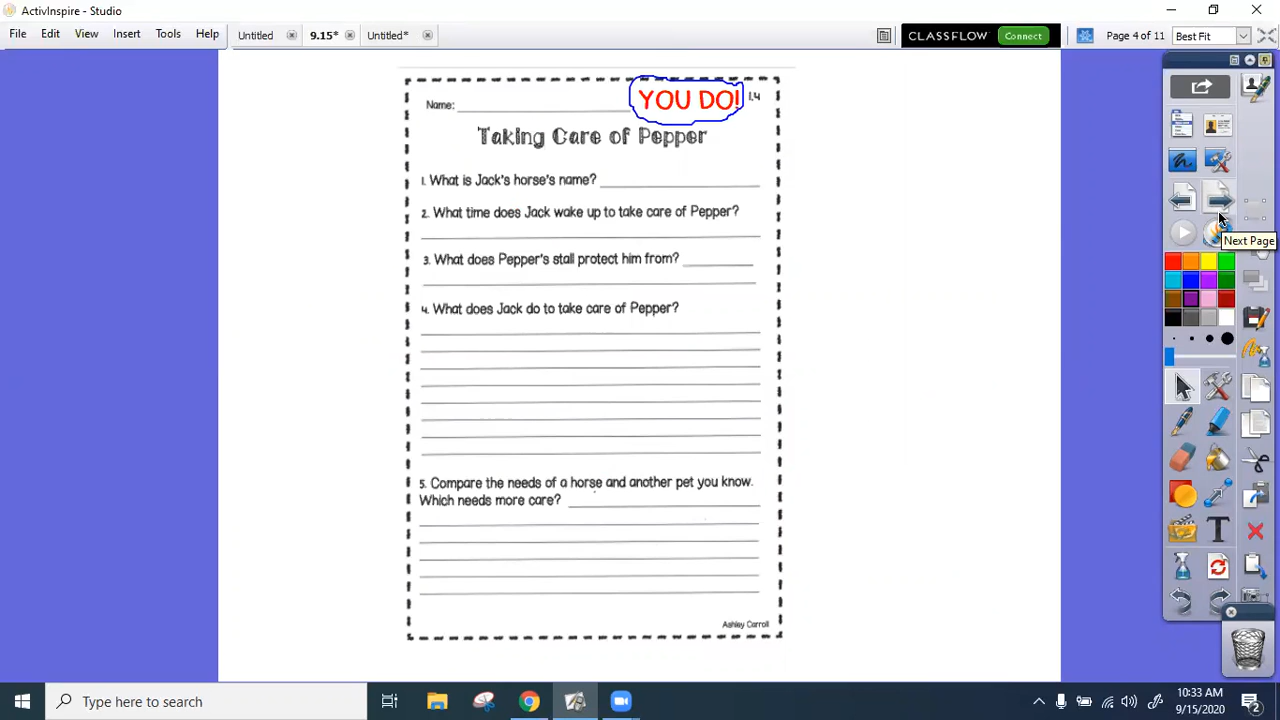 ActivInspire - Studio
File Edit View Insert Tools Help Untitled 9.15* Untitled* CLASSFLOW Connect Page 4 of 11 Best Fit
Name: YOU DO! 1.4
Taking Care of Pepper
1. What is Jack's horse's name?
2. What time does Jack wake up to take care of Pepper?
3. What does Pepper's stall protect him from?
4. What does Jack do to take care of Pepper?
5. Compare the needs of a horse and another pet you know.
Which needs more care?
Ashley Carroll
Next Page
Type here to search
10:33 AM
9/15/2020
2